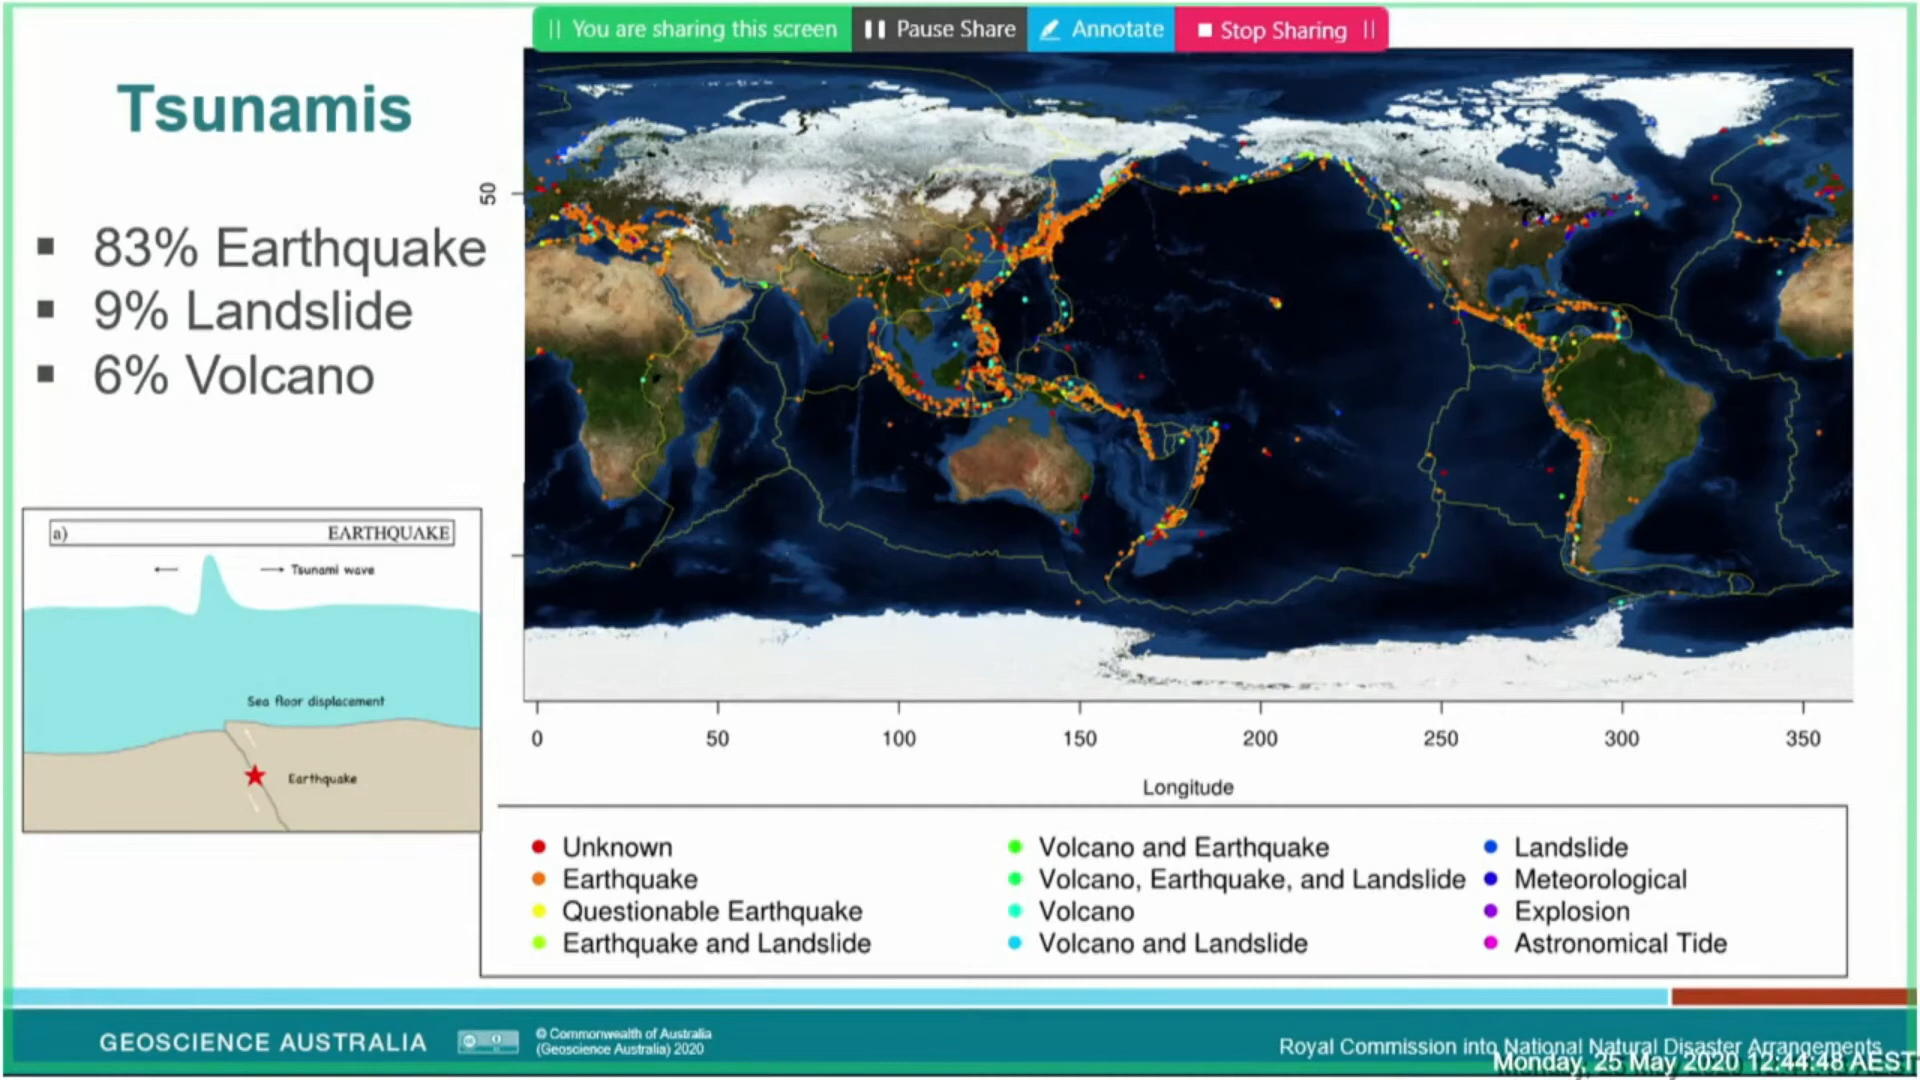 You are sharing this screen
Pause Share
Annotate
Stop Sharing
Tsunamis
83% Earthquake
9% Landslide
6% Volcano
a) EARTHQUAKE
Tsunami wave
Sea floor displacement
Earthquake
50
0 50 100 150 200 250 300 350
Longitude
Unknown
Earthquake
Questionable Earthquake
Earthquake and Landslide
Volcano and Earthquake
Volcano, Earthquake, and Landslide
Volcano
Volcano and Landslide
Landslide
Meteorological
Explosion
Astronomical Tide
GEOSCIENCE AUSTRALIA
© Commonwealth of Australia
(Geoscience Australia) 2020
Royal Commission into National Natural Disaster Arrangements
Monday, 25 May 2020 12:44:48 AEST